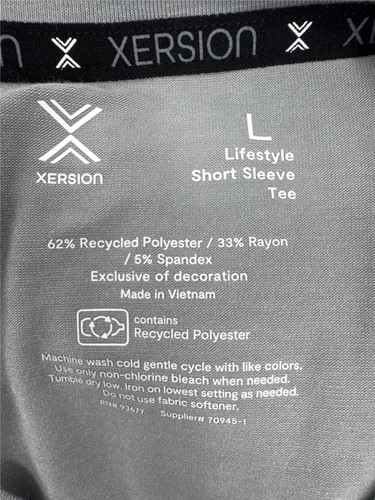 XERSION XI
XERSION
L
Lifestyle
Short Sleeve
Tee
62% Recycled Polyester / 33% Rayon
/ 5% Spandex
Exclusive of decoration
Made in Vietnam
contains
Recycled Polyester
Machine wash cold gentle cycle with like colors.
Use only non-chlorine bleach when needed.
Tumble dry low. Iron on lowest setting as needed.
Do not use fabric softener.
RN# 93677 Supplier# 70945-1